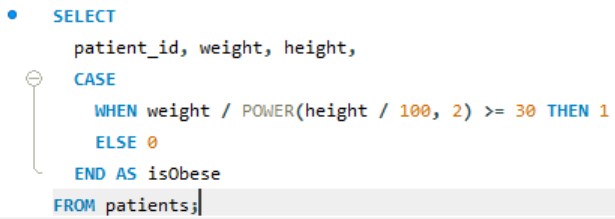 SELECT
patient_id, weight, height,
CASE
WHEN weight / POWER(height / 100, 2) >= 30 THEN 1
ELSE 0
END AS isObese
FROM patients;